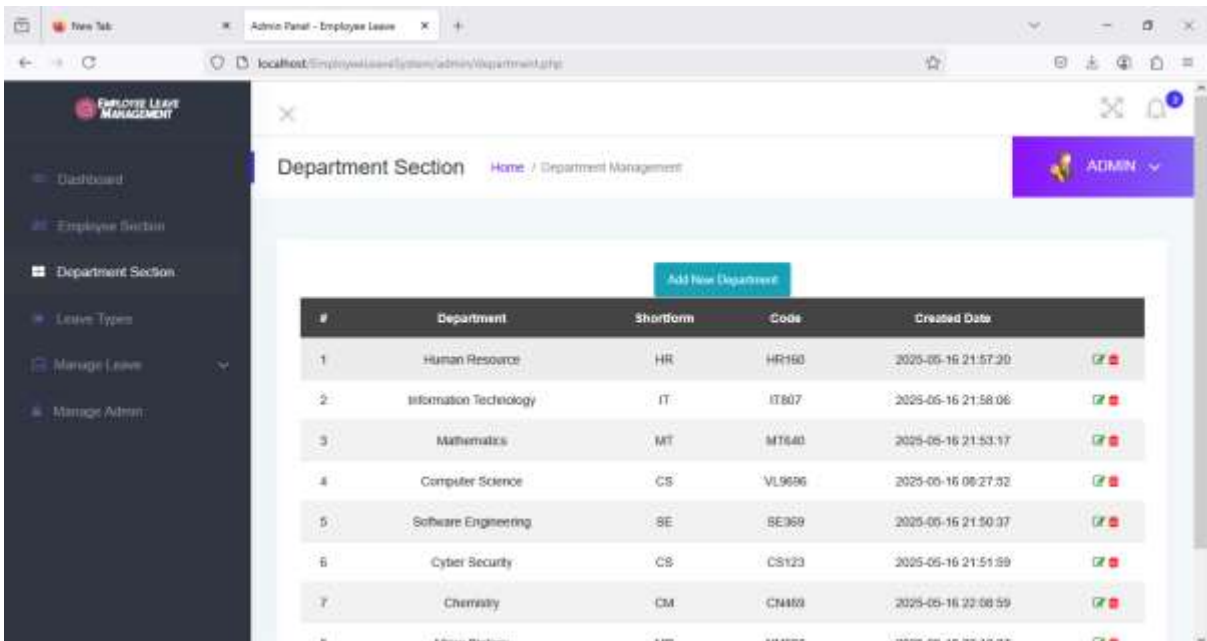 New Tab
Admin Panel - Employee Leave
localhost/EmployeeLeaveSystem/admin/department.php
EMPLOYEE LEAVE
MANAGEMENT
Department Section Home / Department Management
ADMIN
Dashboard
Employee Section
Department Section
Leave Types
Manage Leave
Manage Admin
Add New Department
# Department Shortform Code Created Date
1 Human Resource HR HR160 2025-05-16 21:57:20
2 Information Technology IT IT807 2025-05-16 21:58:06
3 Mathematics MT MT640 2025-05-16 21:53:17
4 Computer Science CS VL9696 2025-05-16 08:27:52
5 Software Engineering SE SE369 2025-05-16 21:50:37
6 Cyber Security CS CS123 2025-05-16 21:51:59
7 Chemistry CM 2025-05-16 22:08:59